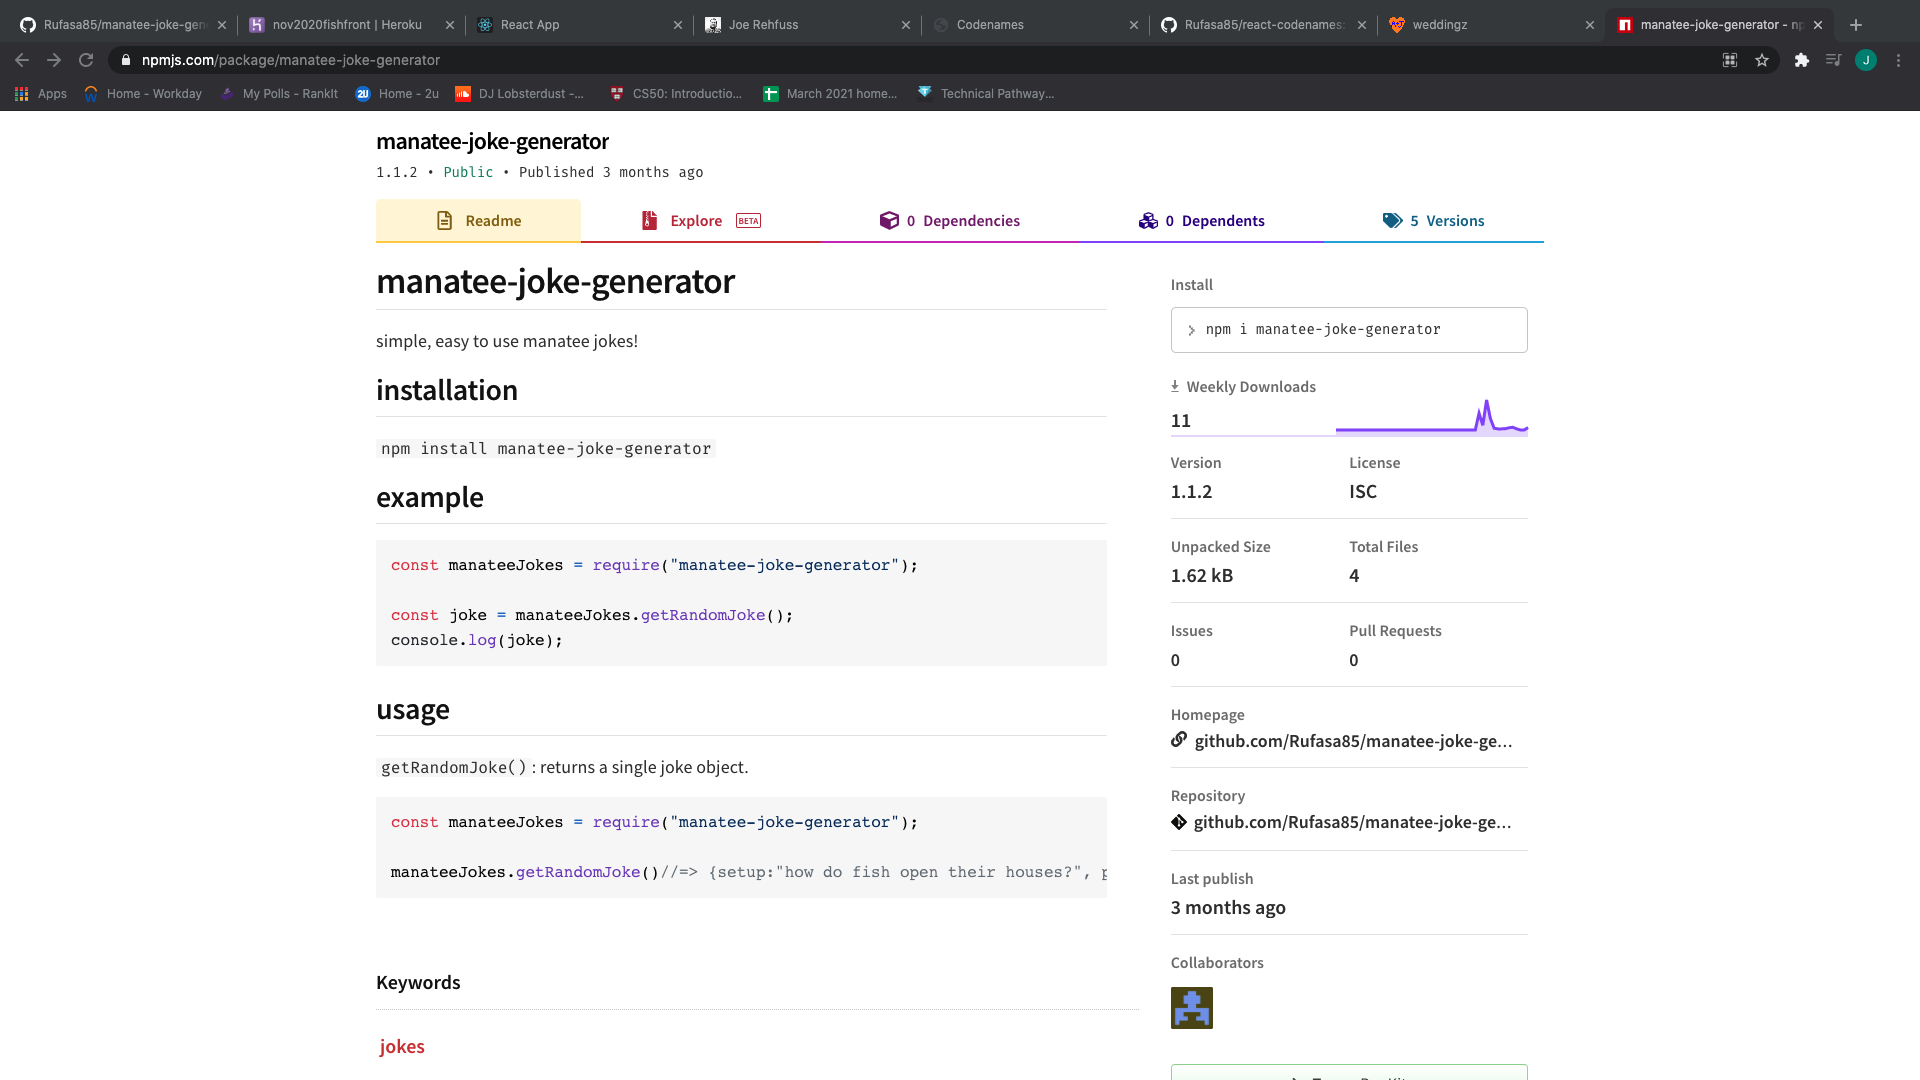 Rufasa85/manatee-joke-gen
nov2020fishfront | Heroku
React App
Joe Rehfuss
Codenames
Rufasa85/react-codenames:
weddingz
manatee-joke-generator - np
npmjs.com/package/manatee-joke-generator
J
Apps
Home - Workday
My Polls - RankIt
2U
Home - 2u
DJ Lobsterdust -...
CS50: Introductio...
March 2021 home...
Technical Pathway...
manatee-joke-generator
1.1.2 • Public • Published 3 months ago
Readme
Explore BETA
0 Dependencies
0 Dependents
5 Versions
manatee-joke-generator
simple, easy to use manatee jokes!
installation
npm install manatee-joke-generator
example
const manateeJokes = require("manatee-joke-generator");
const joke = manateeJokes.getRandomJoke();
console.log(joke);
usage
getRandomJoke() : returns a single joke object.
const manateeJokes = require("manatee-joke-generator");
manateeJokes.getRandomJoke()//=> {setup:"how do fish open their houses?", p
Keywords
jokes
Install
> npm i manatee-joke-generator
Weekly Downloads
11
Version
1.1.2
License
ISC
Unpacked Size
1.62 kB
Total Files
4
Issues
0
Pull Requests
0
Homepage
github.com/Rufasa85/manatee-joke-ge...
Repository
github.com/Rufasa85/manatee-joke-ge...
Last publish
3 months ago
Collaborators